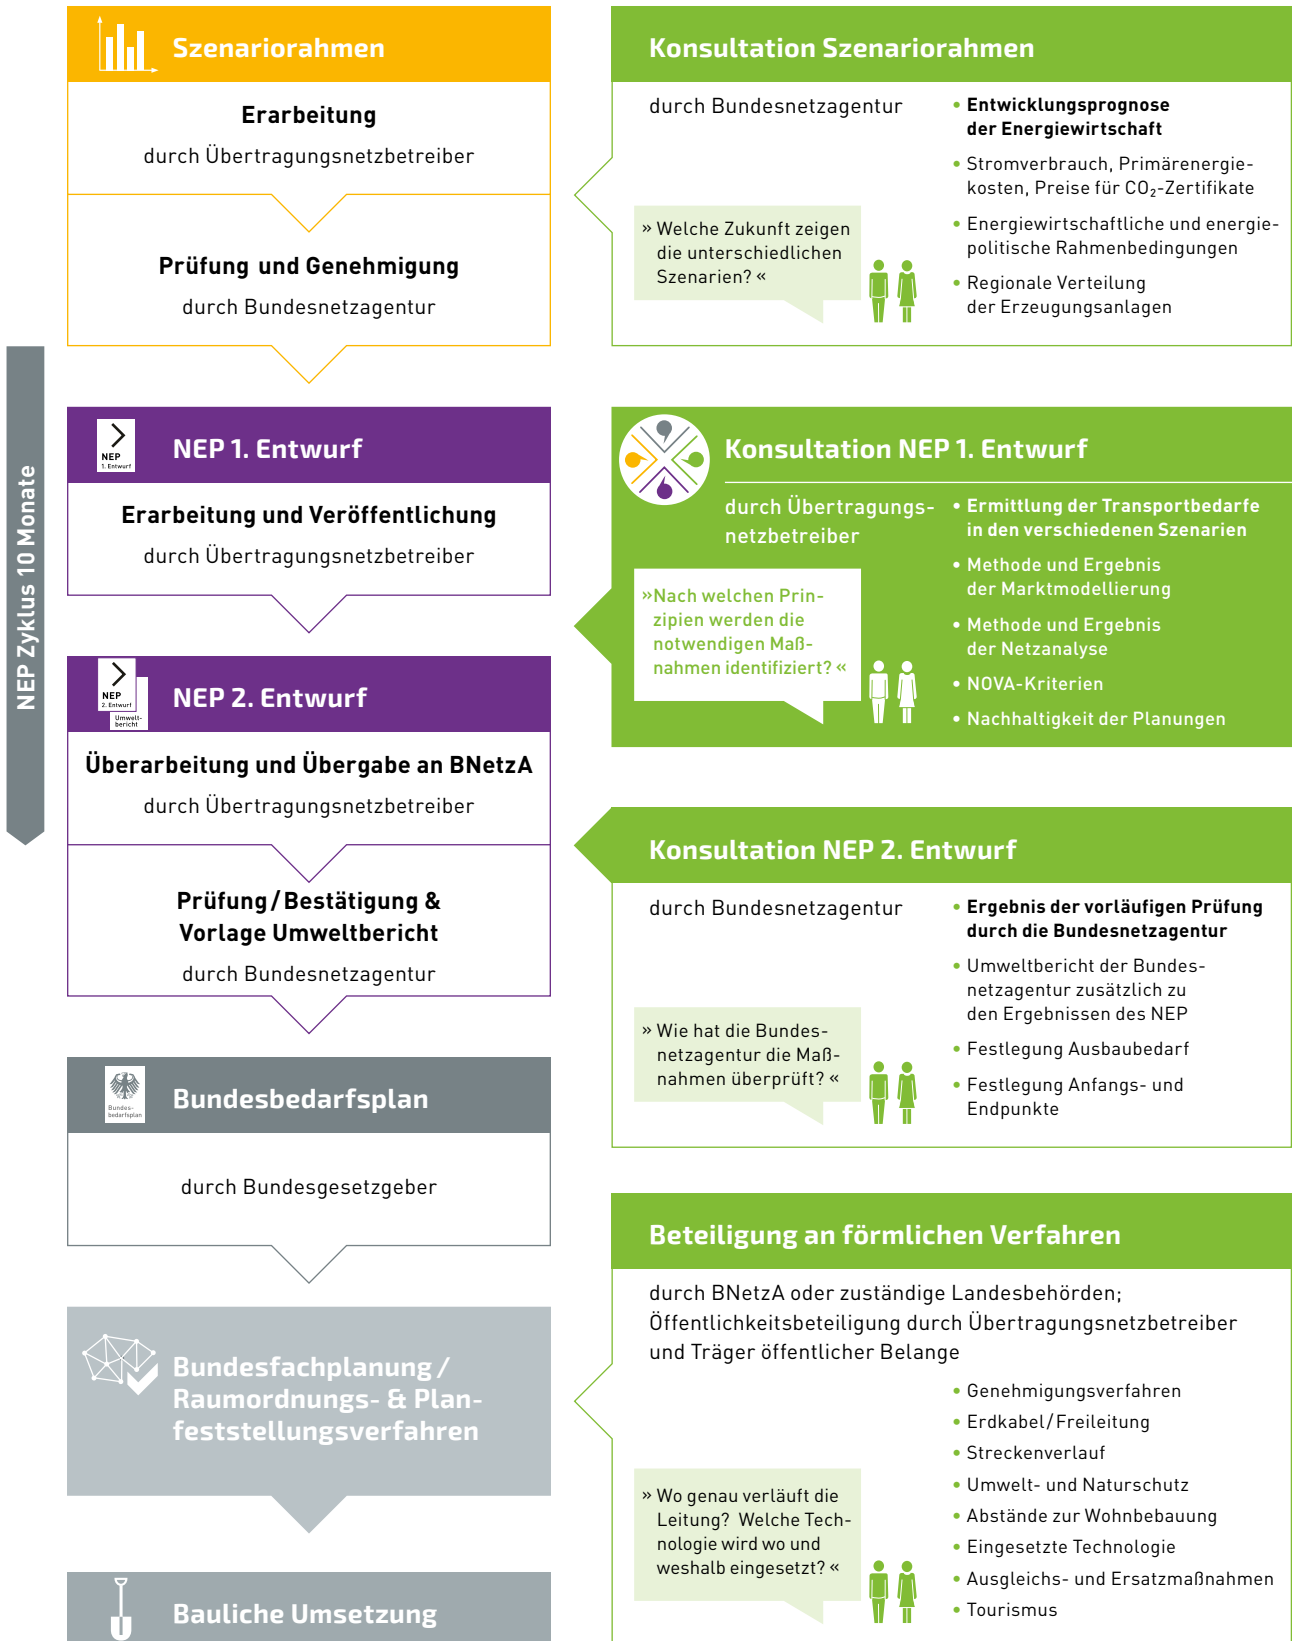 Szenariorahmen
Erarbeitung
durch Übertragungsnetzbetreiber
Prüfung und Genehmigung
durch Bundesnetzagentur
Konsultation Szenariorahmen
durch Bundesnetzagentur
» Welche Zukunft zeigen
die unterschiedlichen
Szenarien? «
• Entwicklungsprognose
der Energiewirtschaft
• Stromverbrauch, Primärenergie-
kosten, Preise für CO₂-Zertifikate
• Energiewirtschaftliche und energie-
politische Rahmenbedingungen
• Regionale Verteilung
der Erzeugungsanlagen
NEP Zyklus 10 Monate
NEP
1. Entwurf
NEP 1. Entwurf
Erarbeitung und Veröffentlichung
durch Übertragungsnetzbetreiber
Konsultation NEP 1. Entwurf
durch Übertragungs-
netzbetreiber
»Nach welchen Prin-
zipien werden die
notwendigen Maß-
nahmen identifiziert? «
• Ermittlung der Transportbedarfe
in den verschiedenen Szenarien
• Methode und Ergebnis
der Marktmodellierung
• Methode und Ergebnis
der Netzanalyse
• NOVA-Kriterien
• Nachhaltigkeit der Planungen
NEP
2. Entwurf
Umwelt-
bericht
NEP 2. Entwurf
Überarbeitung und Übergabe an BNetzA
durch Übertragungsnetzbetreiber
Prüfung / Bestätigung &
Vorlage Umweltbericht
durch Bundesnetzagentur
Konsultation NEP 2. Entwurf
durch Bundesnetzagentur
» Wie hat die Bundes-
netzagentur die Maß-
nahmen überprüft? «
• Ergebnis der vorläufigen Prüfung
durch die Bundesnetzagentur
• Umweltbericht der Bundes-
netzagentur zusätzlich zu
den Ergebnissen des NEP
• Festlegung Ausbaubedarf
• Festlegung Anfangs- und
Endpunkte
Bundes-
bedarfsplan
Bundesbedarfsplan
durch Bundesgesetzgeber
Beteiligung an förmlichen Verfahren
durch BNetzA oder zuständige Landesbehörden;
Öffentlichkeitsbeteiligung durch Übertragungsnetzbetreiber
und Träger öffentlicher Belange
» Wo genau verläuft die
Leitung? Welche Tech-
nologie wird wo und
weshalb eingesetzt? «
• Genehmigungsverfahren
• Erdkabel / Freileitung
• Streckenverlauf
• Umwelt- und Naturschutz
• Abstände zur Wohnbebauung
• Eingesetzte Technologie
• Ausgleichs- und Ersatzmaßnahmen
• Tourismus
Bundesfachplanung /
Raumordnungs- & Plan-
feststellungsverfahren
Bauliche Umsetzung